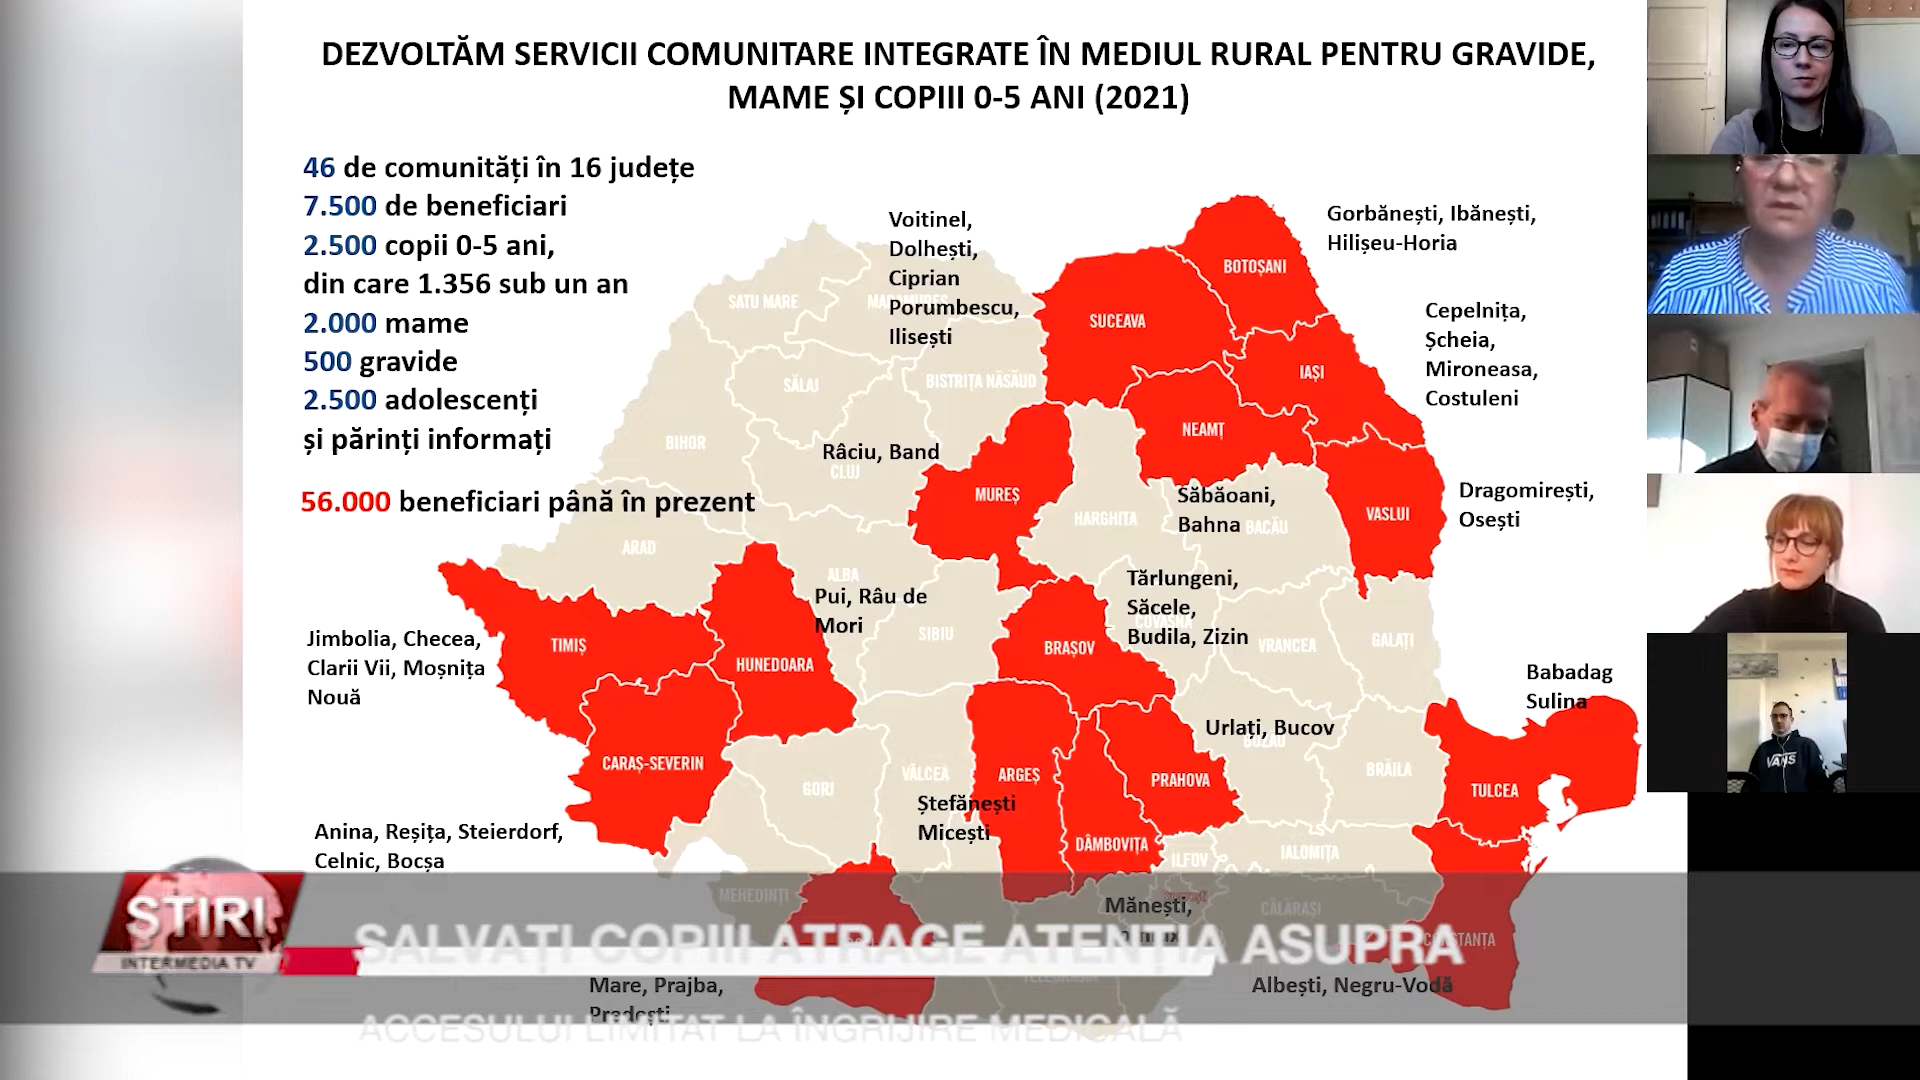 DEZVOLTĂM SERVICII COMUNITARE INTEGRATE ÎN MEDIUL RURAL PENTRU GRAVIDE,
MAME ȘI COPIII 0-5 ANI (2021)
46 de comunități în 16 județe
7.500 de beneficiari
2.500 copii 0-5 ani,
din care 1.356 sub un an
2.000 mame
500 gravide
2.500 adolescenți
și părinți informați
56.000 beneficiari până în prezent
Voitinel,
Dolhești,
Ciprian
Porumbescu,
Ilisești
Gorbănești, Ibănești,
Hilișeu-Horia
Cepelnița,
Șcheia,
Mironeasa,
Costuleni
Râciu, Band
Săbăoani,
Bahna
Dragomirești,
Osești
Tărlungeni,
Săcele,
Budila, Zizin
Pui, Râu de
Mori
Jimbolia, Checea,
Clarii Vii, Moșnița
Nouă
Babadag
Sulina
Urlați, Bucov
Ștefănești
Micești
Anina, Reșița, Steierdorf,
Celnic, Bocșa
Mănești,
Mare, Prajba,
Predești
Albești, Negru-Vodă
SATU MARE
MARAMUREȘ
BOTOȘANI
SUCEAVA
IAȘI
SĂLAJ
BISTRIȚA NĂSĂUD
NEAMȚ
BIHOR
CLUJ
MUREȘ
HARGHITA
BACĂU
VASLUI
ARAD
ALBA
SIBIU
COVASNA
VRANCEA
GALAȚI
TIMIȘ
HUNEDOARA
BRAȘOV
CARAȘ-SEVERIN
GORJ
VÂLCEA
ARGEȘ
PRAHOVA
BUZĂU
BRĂILA
TULCEA
DÂMBOVIȚA
ILFOV
IALOMIȚA
MEHEDINȚI
CĂLĂRAȘI
CONSTANȚA
TELEORMAN
VANS
ȘTIRI
INTERMEDIA TV
SALVAȚI COPIII ATRAGE ATENȚIA ASUPRA
ACCESULUI LIMITAT LA ÎNGRIJIRE MEDICALĂ